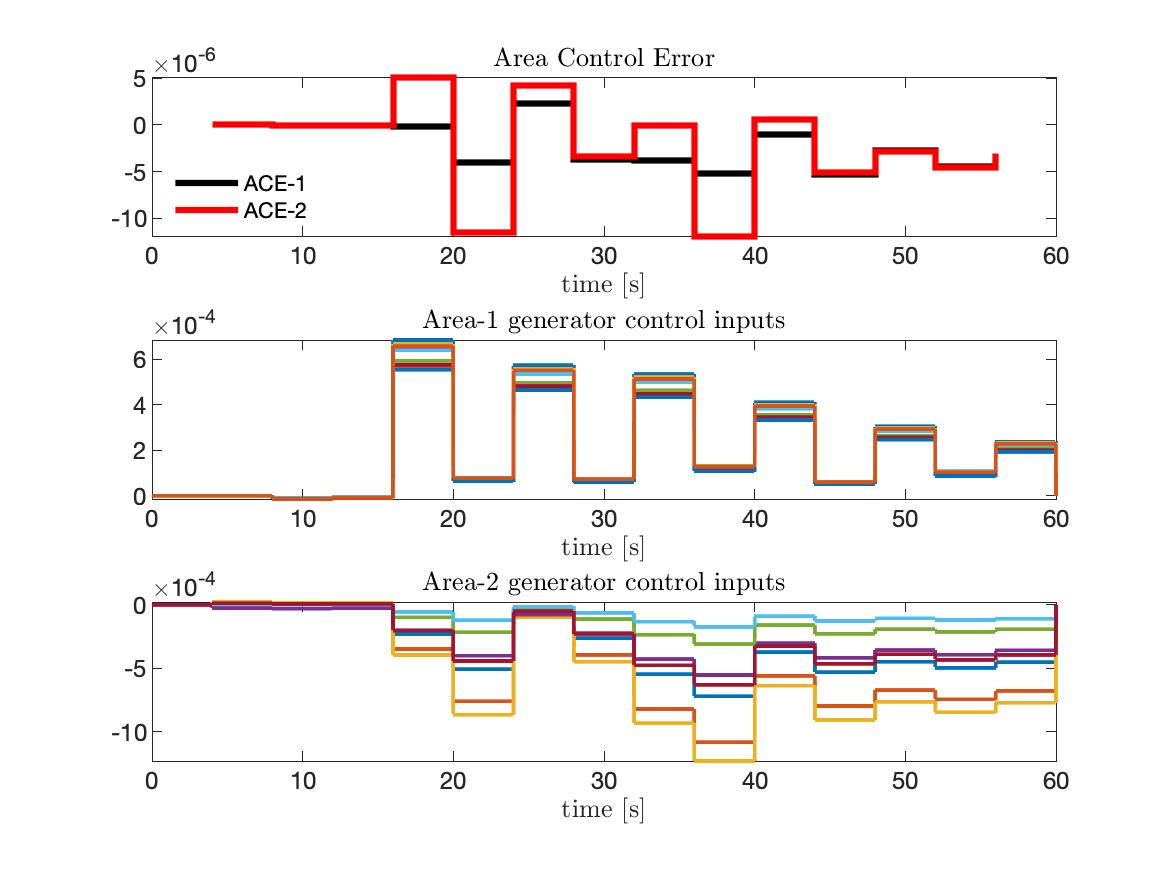 ×10-6
Area Control Error
5
0
-5
-10
ACE-1
ACE-2
0 10 20 30 40 50 60
time [s]
×10-4
Area-1 generator control inputs
6
4
2
0
0 10 20 30 40 50 60
time [s]
×10-4
Area-2 generator control inputs
0
-5
-10
0 10 20 30 40 50 60
time [s]